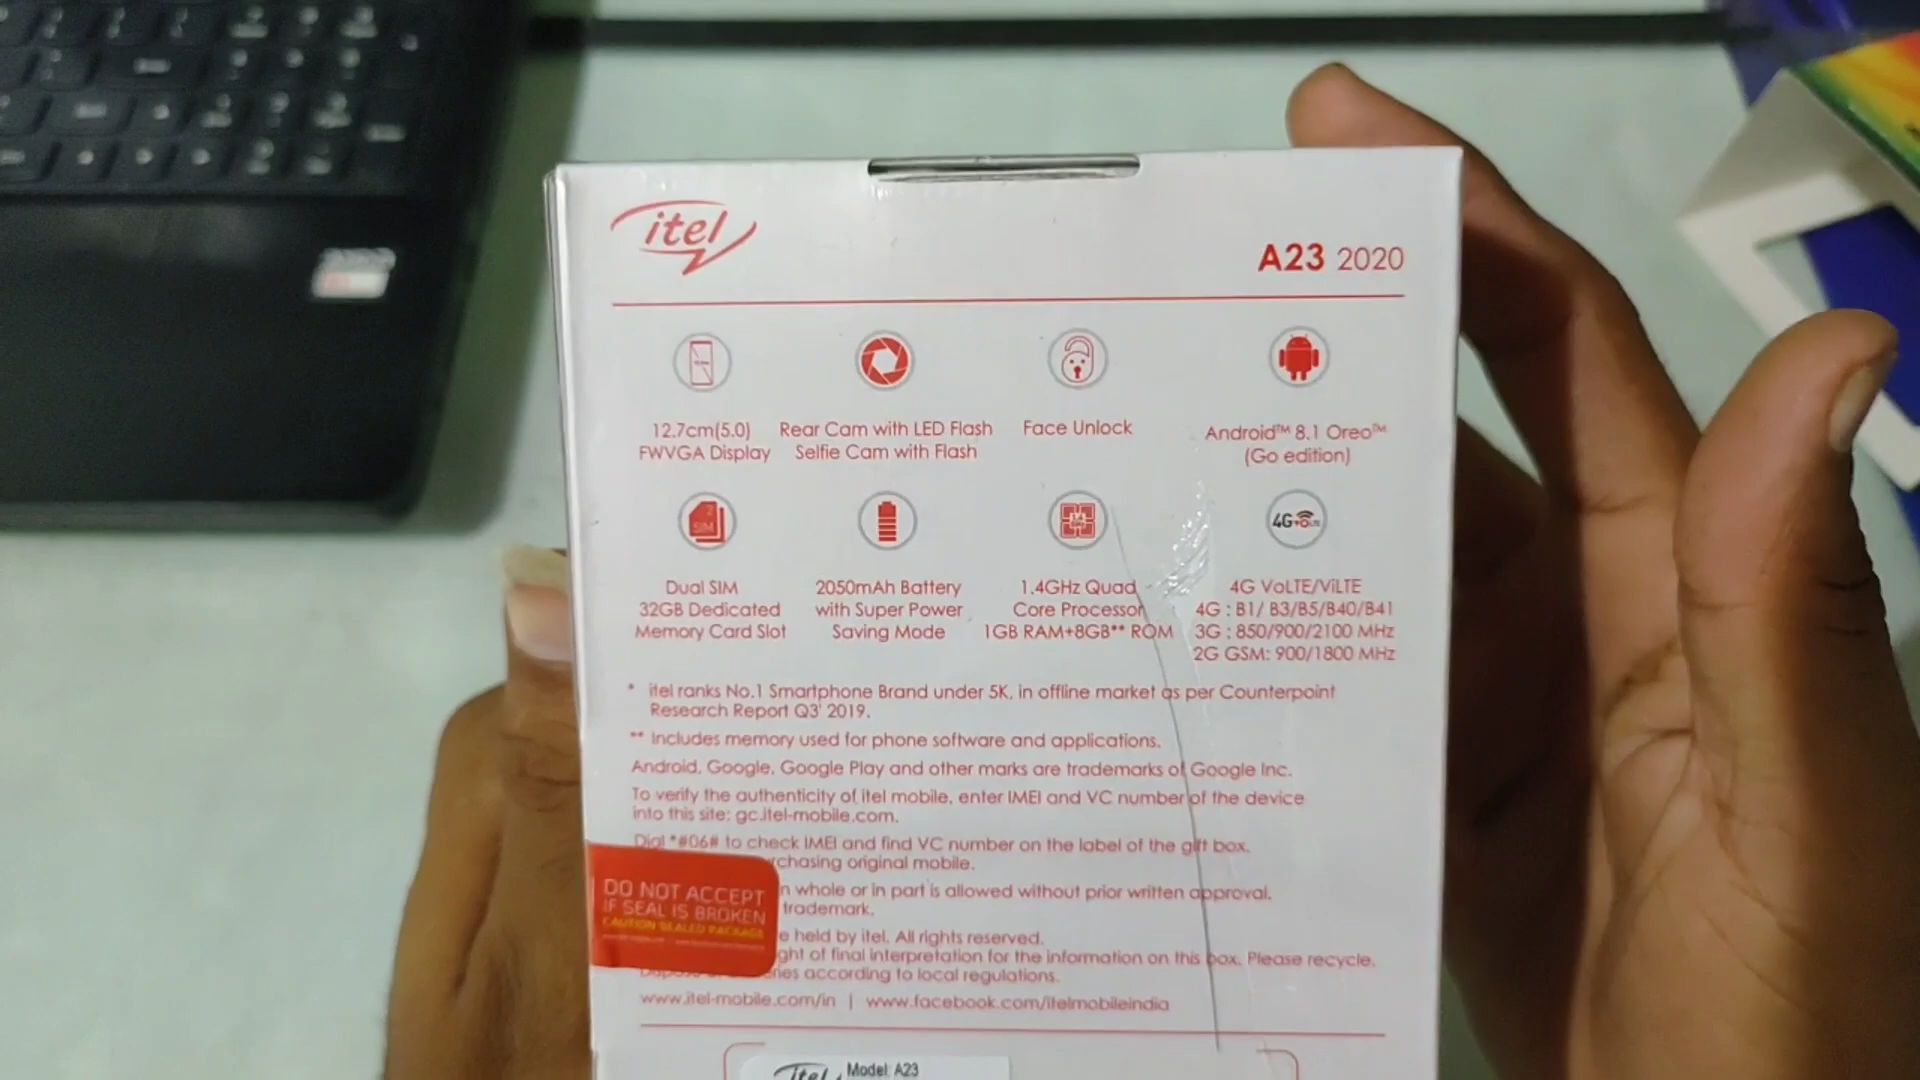 itel
A23 2020
12.7cm(5.0)
FWVGA Display
Rear Cam with LED Flash
Selfie Cam with Flash
Face Unlock
Android™ 8.1 Oreo™
(Go edition)
2
SIM
4G VoLTE
Dual SIM
32GB Dedicated
Memory Card Slot
2050mAh Battery
with Super Power
Saving Mode
1.4GHz Quad
Core Processor
1GB RAM+8GB** ROM
4G VoLTE/ViLTE
4G : B1/ B3/B5/B40/B41
3G : 850/900/2100 MHz
2G GSM: 900/1800 MHz
* itel ranks No.1 Smartphone Brand under 5K, in offline market as per Counterpoint
Research Report Q3' 2019.
** Includes memory used for phone software and applications.
Android, Google, Google Play and other marks are trademarks of Google Inc.
To verify the authenticity of itel mobile, enter IMEI and VC number of the device
into this site: gc.itel-mobile.com.
Dial *#06# to check IMEI and find VC number on the label of the gift box.
original mobile.
whole or in part is allowed without prior written approval.
trademark.
held by itel. All rights reserved.
of final interpretation for the information on this box. Please recycle.
according to local regulations.
DO NOT ACCEPT
IF SEAL IS BROKEN
CAUTION SEALED PACKAGE
www.itel-mobile.com/in | www.facebook.com/itelmobileindia
itel Model: A23